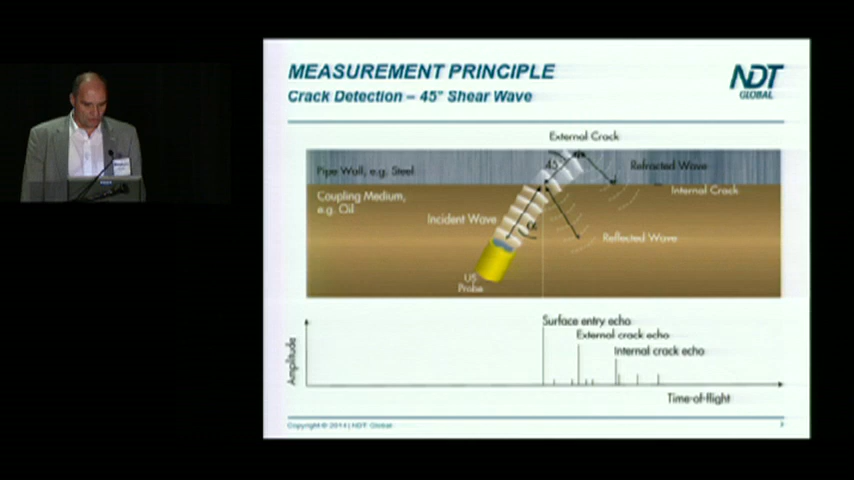 MEASUREMENT PRINCIPLE
Crack Detection – 45° Shear Wave
NDT
GLOBAL
External Crack
45°
Pipe Wall, e.g. Steel
Refracted Wave
Internal Crack
Coupling Medium,
e.g. Oil
Incident Wave
α
Reflected Wave
US
Probe
Surface entry echo
External crack echo
Internal crack echo
Amplitude
Time-of-flight
Copyright © 2014 | NDT Global